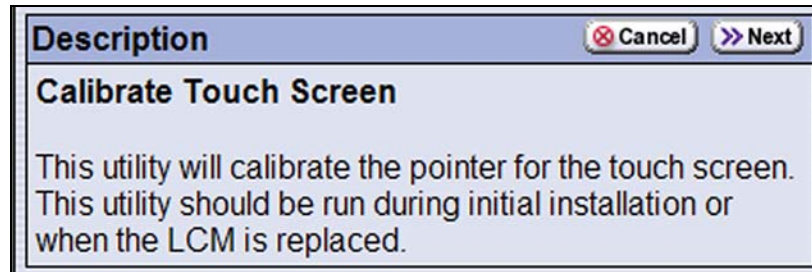 Description Cancel Next
Calibrate Touch Screen
This utility will calibrate the pointer for the touch screen.
This utility should be run during initial installation or
when the LCM is replaced.